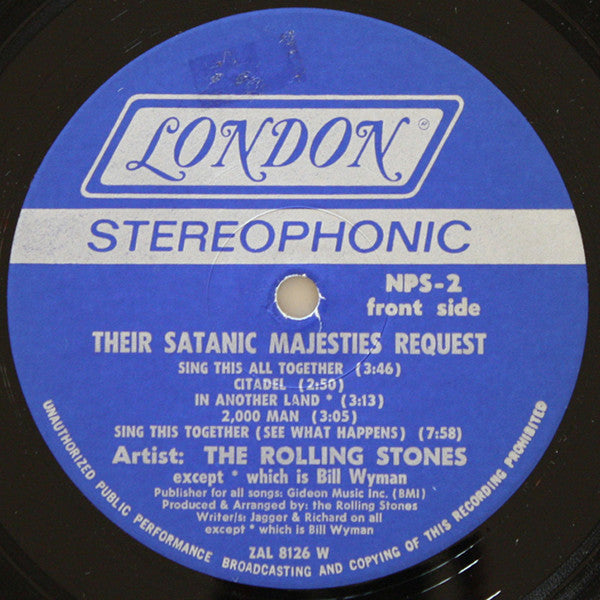 LONDON®
STEREOPHONIC
NPS-2
front side
THEIR SATANIC MAJESTIES REQUEST
SING THIS ALL TOGETHER (3:46)
CITADEL (2:50)
IN ANOTHER LAND * (3:13)
2,000 MAN (3:05)
SING THIS TOGETHER (SEE WHAT HAPPENS) (7:58)
Artist: THE ROLLING STONES
except * which is Bill Wyman
Publisher for all songs: Gideon Music Inc. (BMI)
Produced & Arranged by: the Rolling Stones
Writer/s: Jagger & Richard on all
except * which is Bill Wyman
ZAL 8126 W
UNAUTHORIZED PUBLIC PERFORMANCE BROADCASTING AND COPYING OF THIS RECORDING PROHIBITED